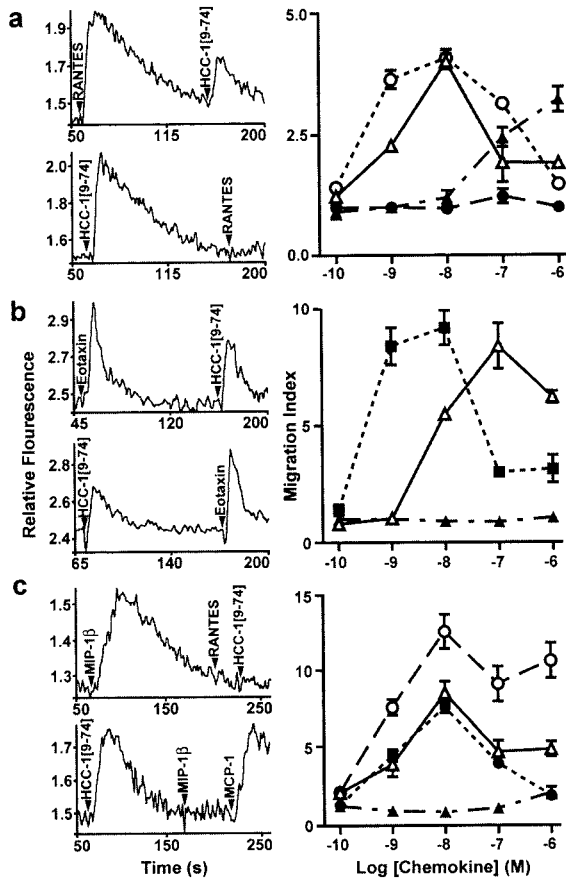 a
1.9
1.7
1.5
RANTES
HCC-1[9-74]
50 115 200
2.0
1.8
1.6
HCC-1[9-74]
RANTES
50 115 200
5.0
2.5
0.0
-10 -9 -8 -7 -6
b
Relative Flourescence
2.9
2.7
2.5
Eotaxin
HCC-1[9-74]
45 120 200
2.8
2.6
2.4
HCC-1[9-74]
Eotaxin
65 140 200
Migration Index
10
5
0
-10 -9 -8 -7 -6
c
1.5
1.4
1.3
MIP-1β
RANTES
HCC-1[9-74]
50 100 150 200 250
1.7
1.6
1.5
HCC-1[9-74]
MIP-1β
MCP-1
50 100 150 200 250
Time (s)
15
10
5
0
-10 -9 -8 -7 -6
Log [Chemokine] (M)